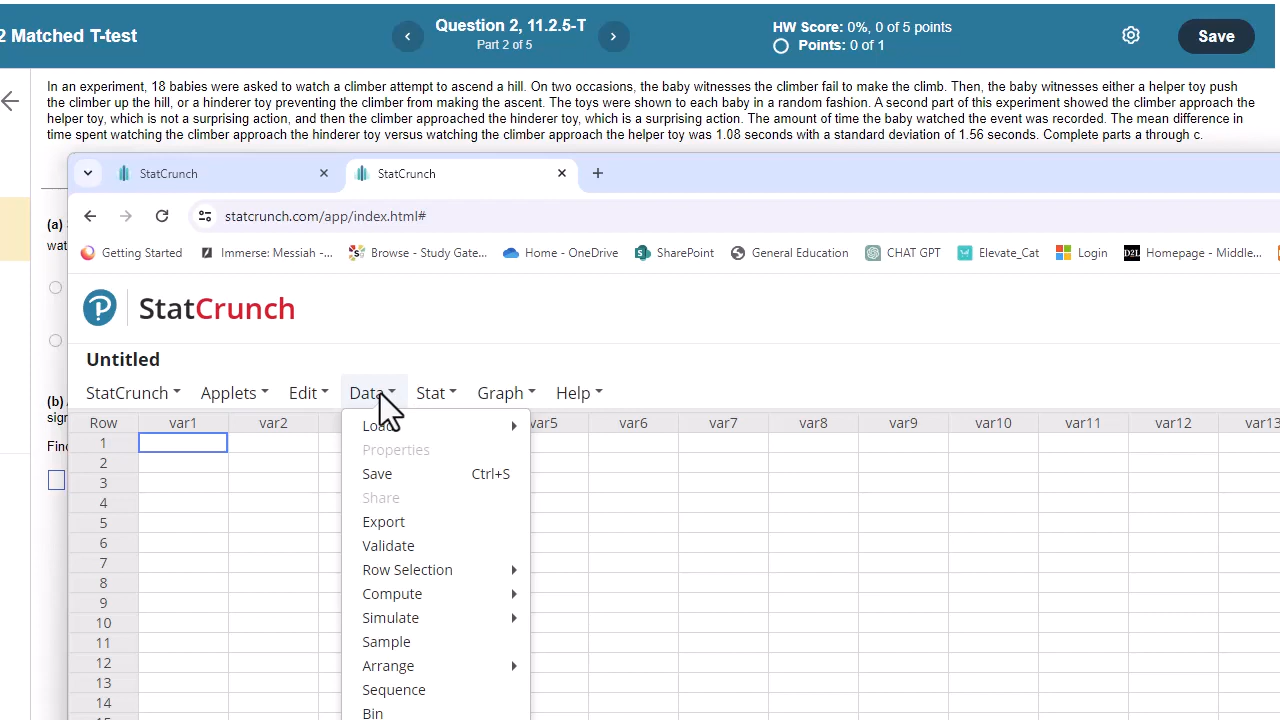 2 Matched T-test
Question 2, 11.2.5-T
Part 2 of 5
HW Score: 0%, 0 of 5 points
Points: 0 of 1
Save
In an experiment, 18 babies were asked to watch a climber attempt to ascend a hill. On two occasions, the baby witnesses the climber fail to make the climb. Then, the baby witnesses either a helper toy push
the climber up the hill, or a hinderer toy preventing the climber from making the ascent. The toys were shown to each baby in a random fashion. A second part of this experiment showed the climber approach the
helper toy, which is not a surprising action, and then the climber approached the hinderer toy, which is a surprising action. The amount of time the baby watched the event was recorded. The mean difference in
time spent watching the climber approach the hinderer toy versus watching the climber approach the helper toy was 1.08 seconds with a standard deviation of 1.56 seconds. Complete parts a through c.
StatCrunch
StatCrunch
statcrunch.com/app/index.html#
Getting Started
Immerse: Messiah -...
Browse - Study Gate...
Home - OneDrive
SharePoint
General Education
CHAT GPT
Elevate_Cat
Login
D2L
Homepage - Middle...
(a)
wat
StatCrunch
Untitled
StatCrunch Applets Edit Data Stat Graph Help
Row var1 var2 var5 var6 var7 var8 var9 var10 var11 var12 var13
(b)
sign
Find
1
2
3
4
5
6
7
8
9
10
11
12
13
14
Load
Properties
Save Ctrl+S
Share
Export
Validate
Row Selection
Compute
Simulate
Sample
Arrange
Sequence
Bin